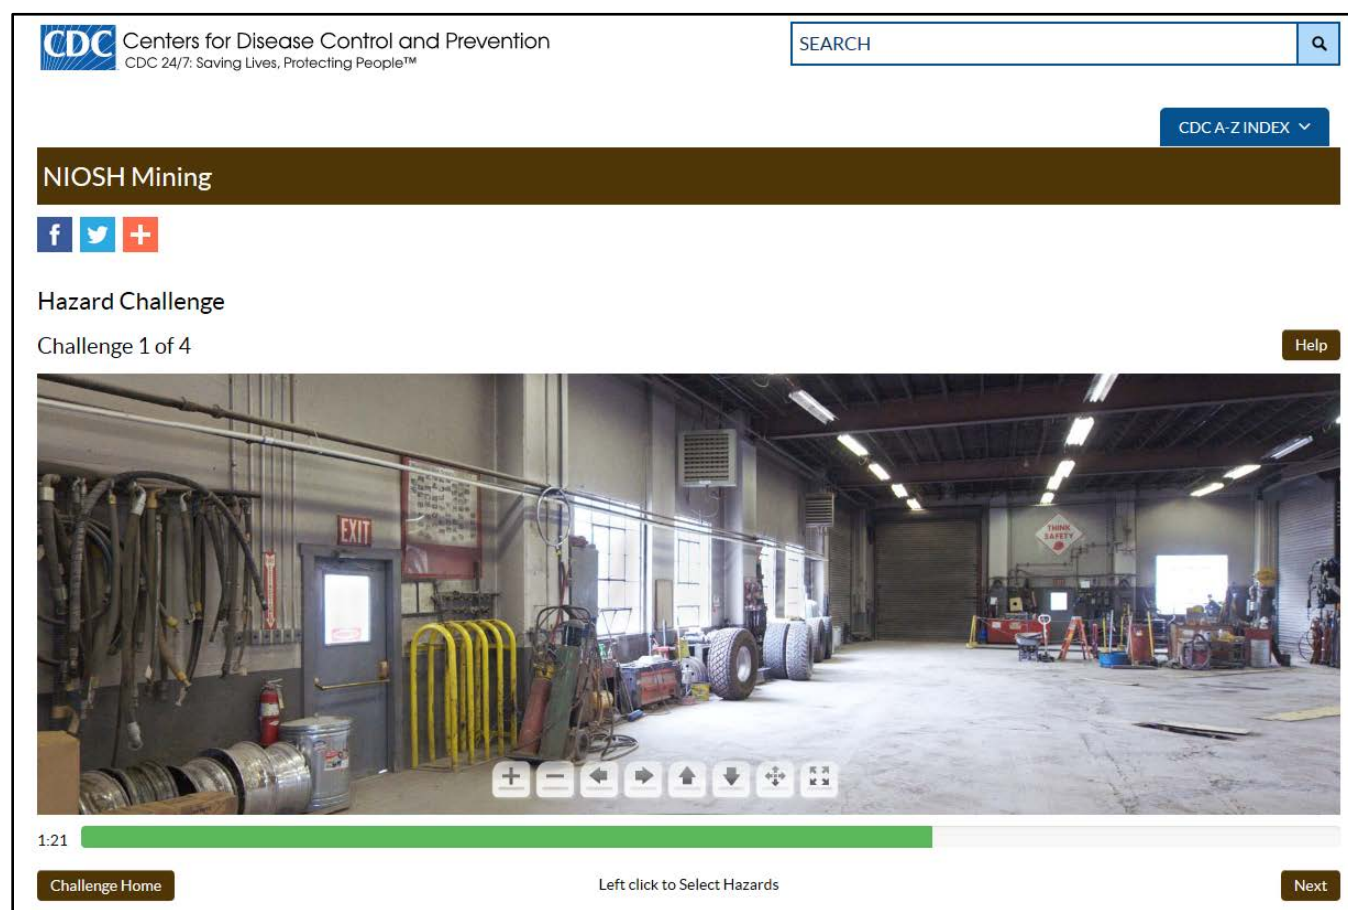 CDC
Centers for Disease Control and Prevention
CDC 24/7: Saving Lives, Protecting People™
SEARCH
CDC A-Z INDEX
NIOSH Mining
Hazard Challenge
Challenge 1 of 4
Help
EXIT
THINK
SAFETY
1:21
Challenge Home
Left click to Select Hazards
Next